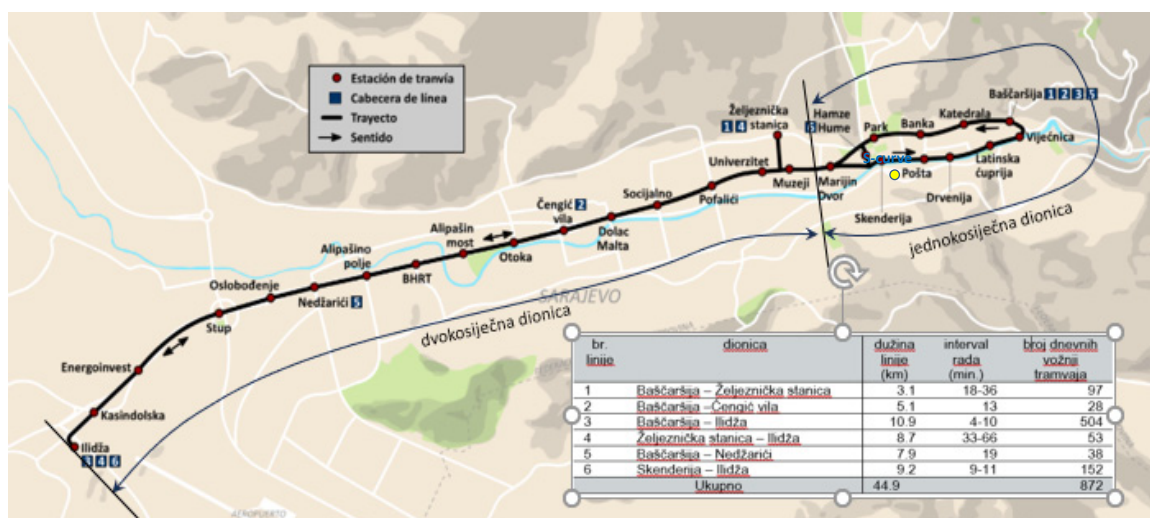 Estación de tranvía
Cabecera de línea
Trayecto
Sentido
Baščaršija 1 2 3 5
Željeznička
1 4 stanica
Hamze
6 Hume
Park
Banka
Katedrala
Vijećnica
S-curve
Univerzitet
Muzeji
Marijin
Dvor
Pošta
Latinska
ćuprija
Drvenija
Skenderija
Socijalno
Pofalići
Čengić 2
vila
Dolac
Malta
Alipašin
most
Otoka
Alipašino
polje
BHRT
Oslobođenje
Nedžarići 5
Stup
Energoinvest
Kasindolska
Ilidža
3 4 6
jednokosiječna dionica
dvokosiječna dionica
SARAJEVO
AEROPUERTO
br. linije dionica dužina linije (km) interval rada (min.) broj dnevnih vožnji tramvaja
1 Baščaršija – Željeznička stanica 3.1 18-36 97
2 Baščaršija –Čengić vila 5.1 13 28
3 Baščaršija – Ilidža 10.9 4-10 504
4 Željeznička stanica – Ilidža 8.7 33-66 53
5 Baščaršija – Nedžarići 7.9 19 38
6 Skenderija – Ilidža 9.2 9-11 152
Ukupno 44.9 872